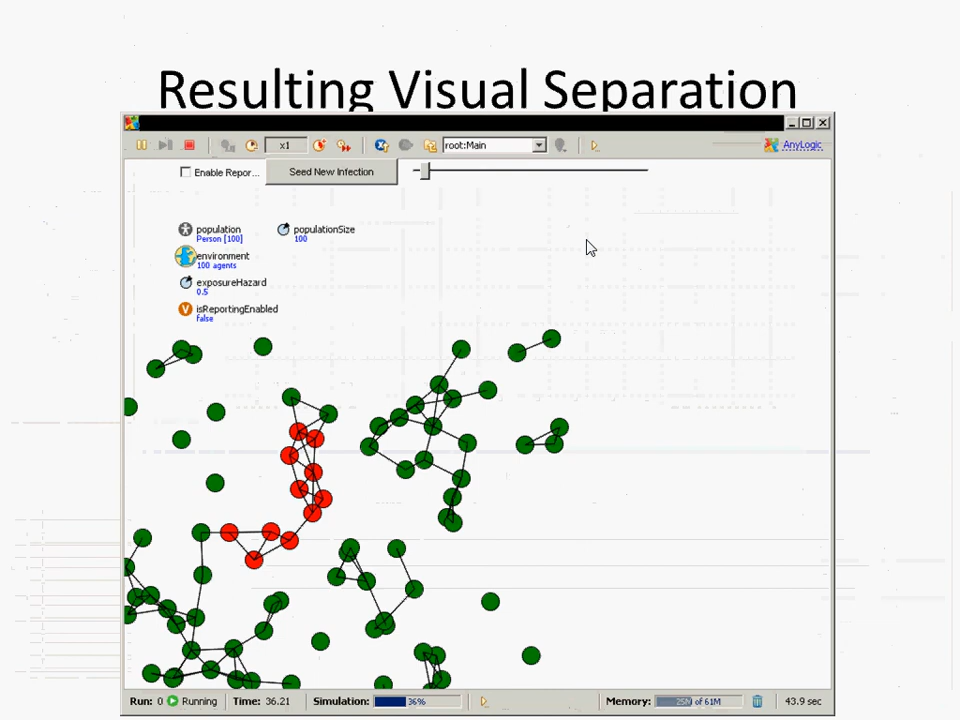 Resulting Visual Separation
x1
root:Main
AnyLogic
Enable Repor...
Seed New Infection
population
Person [100]
populationSize
100
environment
100 agents
exposureHazard
0.5
V
isReportingEnabled
false
Run: 0
Running
Time: 36.21
Simulation:
36%
Memory:
of 61M
43.9 sec